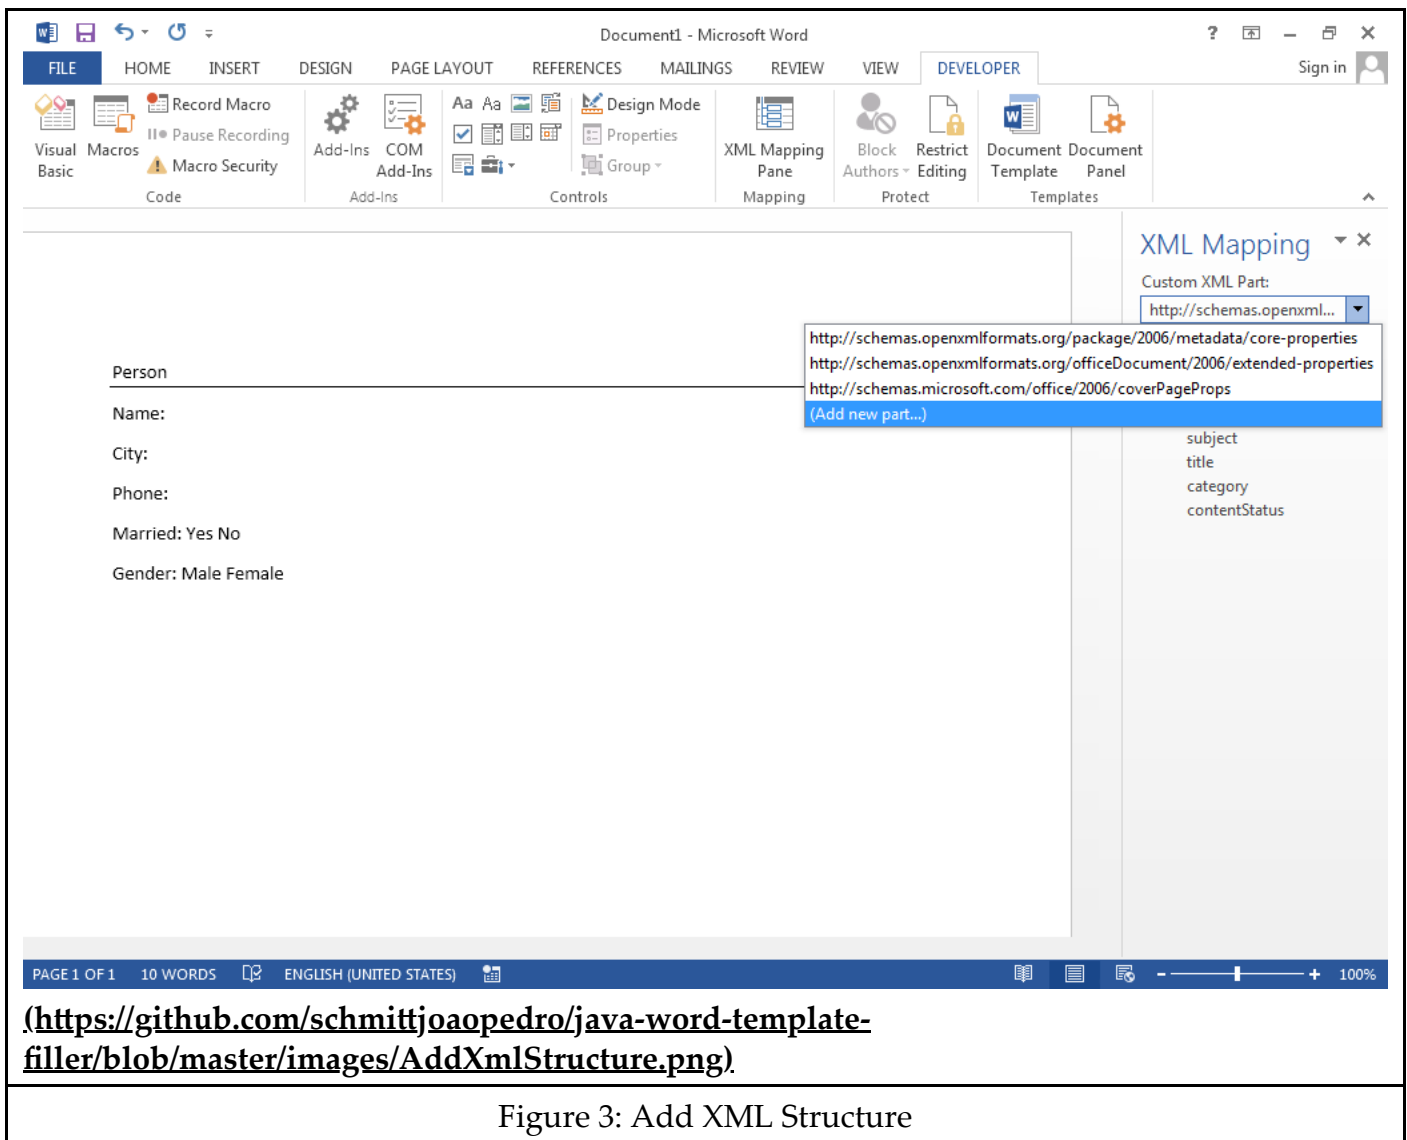 Document1 - Microsoft Word
FILE HOME INSERT DESIGN PAGE LAYOUT REFERENCES MAILINGS REVIEW VIEW DEVELOPER Sign in
Visual Basic
Macros
Record Macro
Pause Recording
Macro Security
Code
Add-Ins
COM Add-Ins
Add-Ins
Aa Aa
Design Mode
Properties
Group
Controls
XML Mapping Pane
Mapping
Block Authors
Restrict Editing
Protect
Document Template
Document Panel
Templates
XML Mapping
Custom XML Part:
http://schemas.openxml...
http://schemas.openxmlformats.org/package/2006/metadata/core-properties
http://schemas.openxmlformats.org/officeDocument/2006/extended-properties
http://schemas.microsoft.com/office/2006/coverPageProps
(Add new part...)
subject
title
category
contentStatus
Person
Name:
City:
Phone:
Married: Yes No
Gender: Male Female
PAGE 1 OF 1 10 WORDS ENGLISH (UNITED STATES) 100%
(https://github.com/schmittjoaopedro/java-word-template-
filler/blob/master/images/AddXmlStructure.png)
Figure 3: Add XML Structure